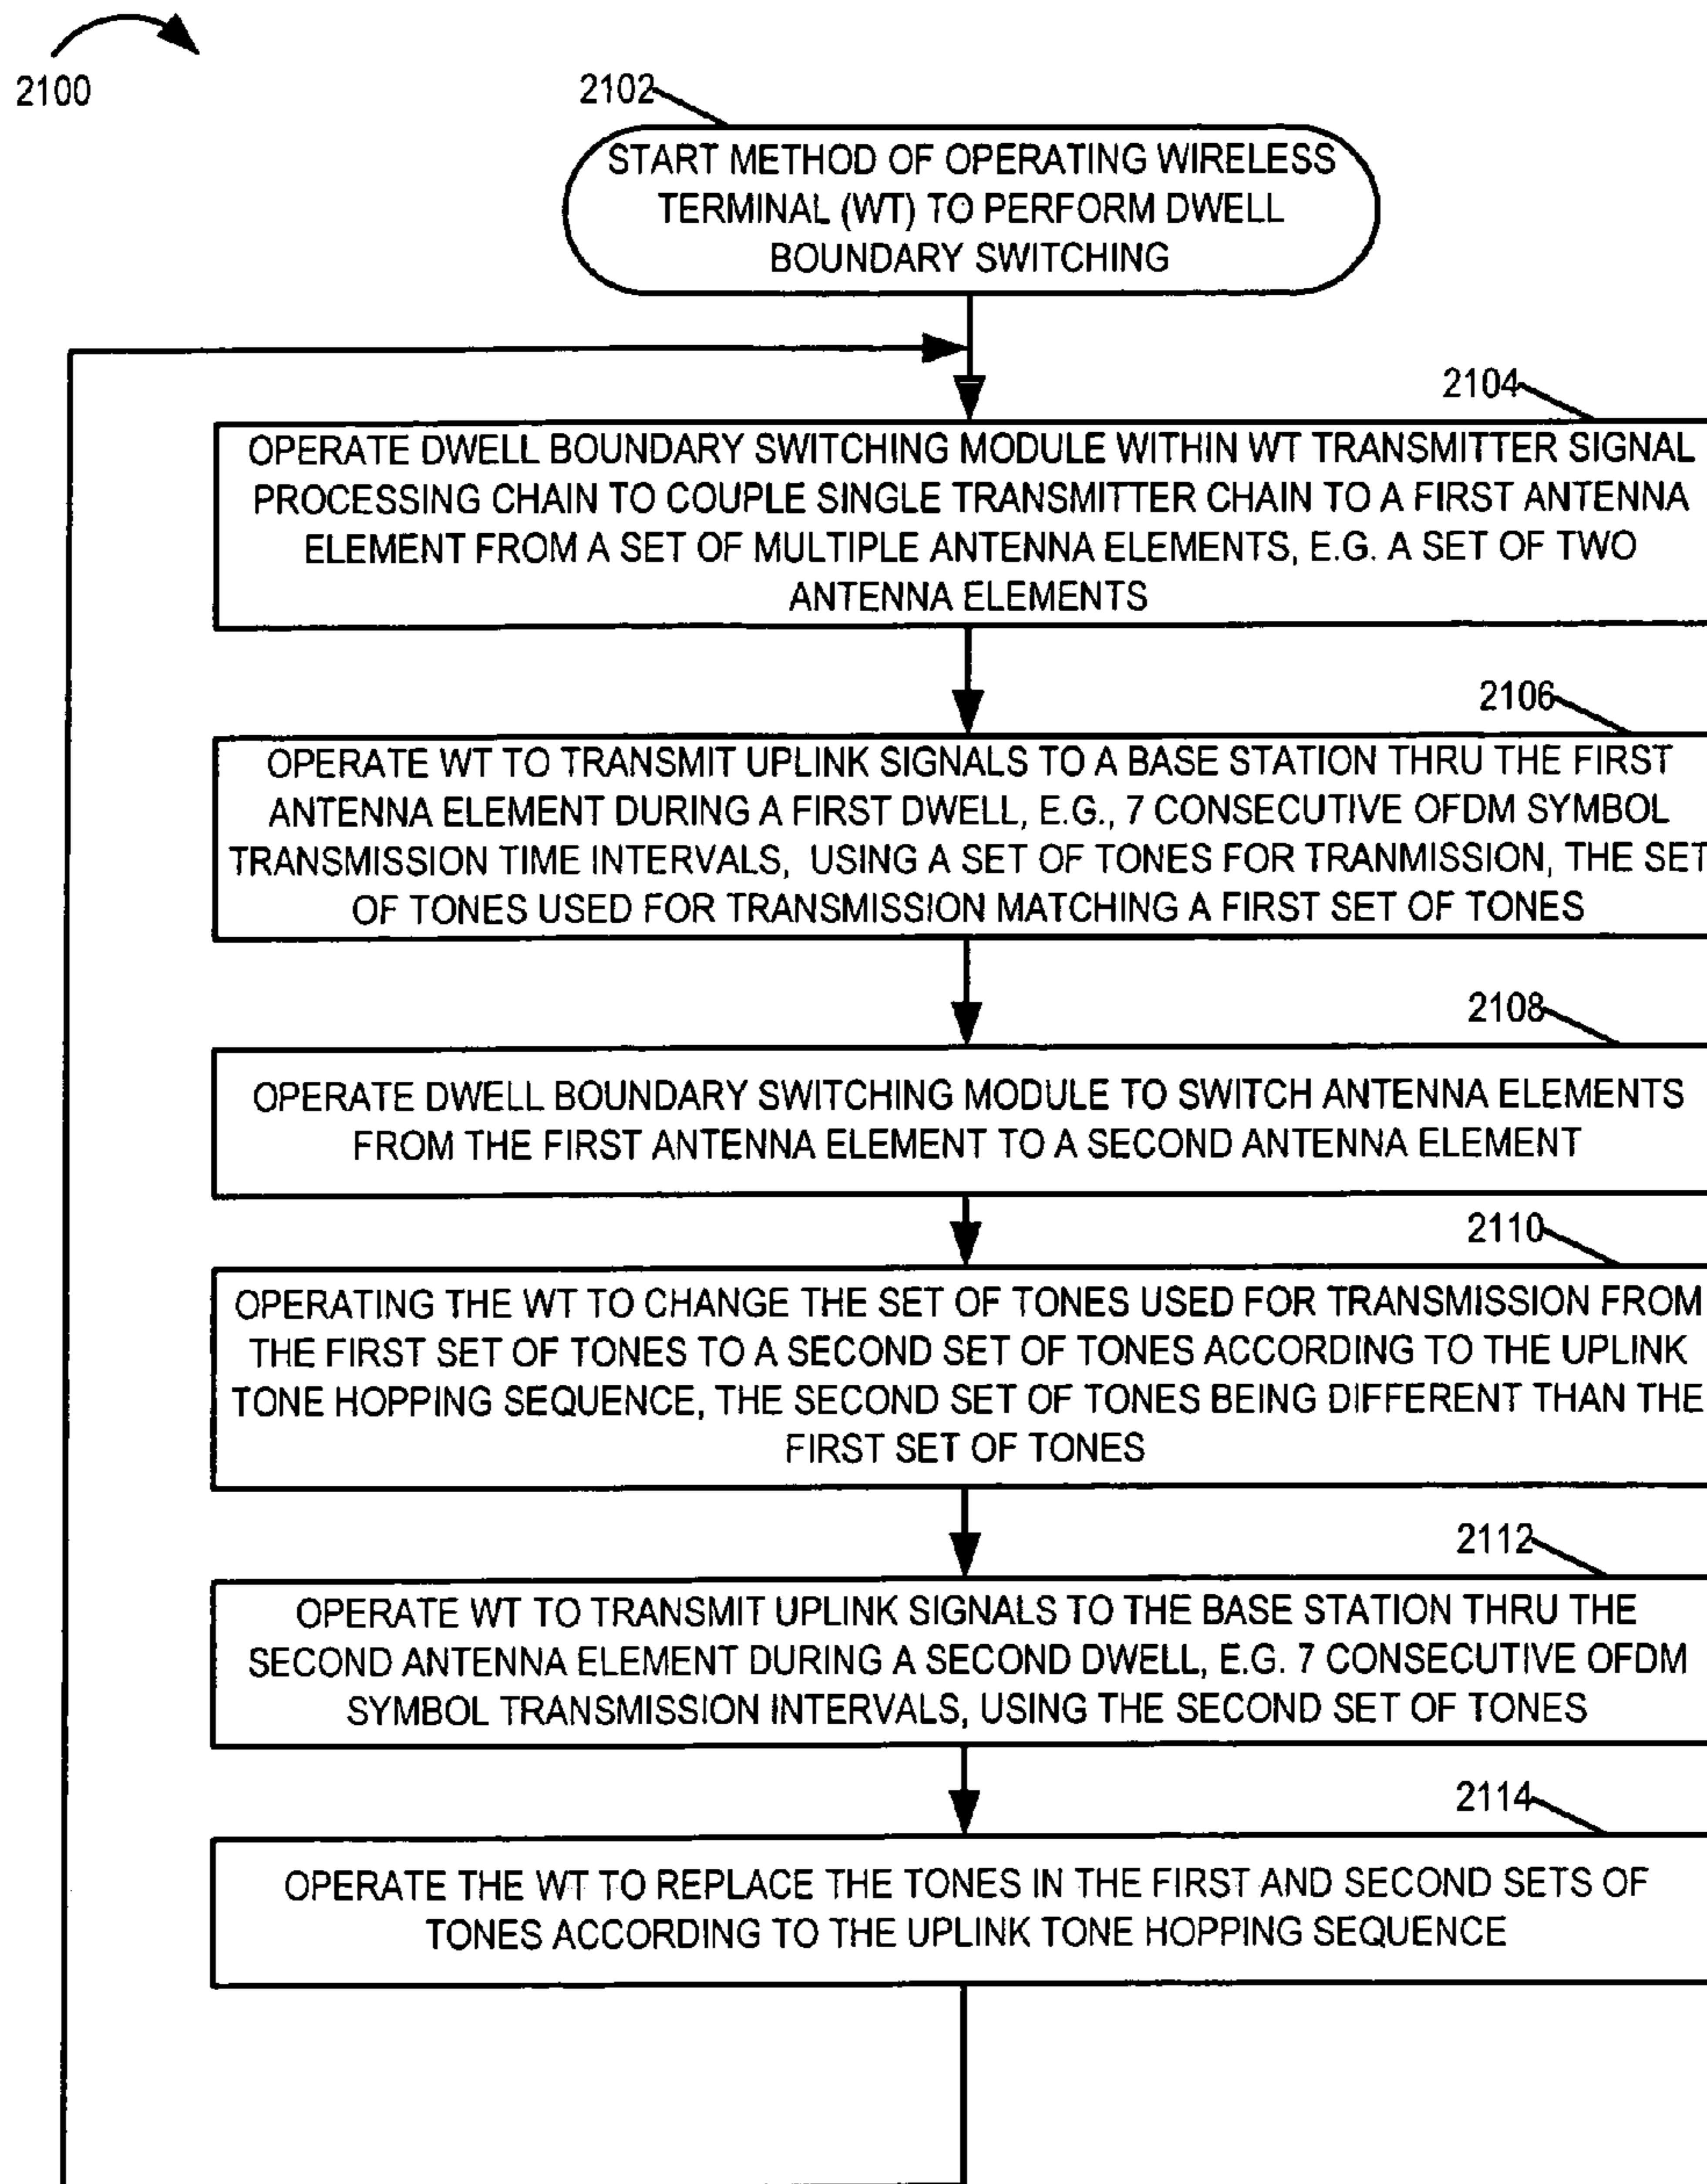 2100
2102
START METHOD OF OPERATING WIRELESS
TERMINAL (WT) TO PERFORM DWELL
BOUNDARY SWITCHING
2104
OPERATE DWELL BOUNDARY SWITCHING MODULE WITHIN WT TRANSMITTER SIGNAL
PROCESSING CHAIN TO COUPLE SINGLE TRANSMITTER CHAIN TO A FIRST ANTENNA
ELEMENT FROM A SET OF MULTIPLE ANTENNA ELEMENTS, E.G. A SET OF TWO
ANTENNA ELEMENTS
2106
OPERATE WT TO TRANSMIT UPLINK SIGNALS TO A BASE STATION THRU THE FIRST
ANTENNA ELEMENT DURING A FIRST DWELL, E.G., 7 CONSECUTIVE OFDM SYMBOL
TRANSMISSION TIME INTERVALS, USING A SET OF TONES FOR TRANMISSION, THE SET
OF TONES USED FOR TRANSMISSION MATCHING A FIRST SET OF TONES
2108
OPERATE DWELL BOUNDARY SWITCHING MODULE TO SWITCH ANTENNA ELEMENTS
FROM THE FIRST ANTENNA ELEMENT TO A SECOND ANTENNA ELEMENT
2110
OPERATING THE WT TO CHANGE THE SET OF TONES USED FOR TRANSMISSION FROM
THE FIRST SET OF TONES TO A SECOND SET OF TONES ACCORDING TO THE UPLINK
TONE HOPPING SEQUENCE, THE SECOND SET OF TONES BEING DIFFERENT THAN THE
FIRST SET OF TONES
2112
OPERATE WT TO TRANSMIT UPLINK SIGNALS TO THE BASE STATION THRU THE
SECOND ANTENNA ELEMENT DURING A SECOND DWELL, E.G. 7 CONSECUTIVE OFDM
SYMBOL TRANSMISSION INTERVALS, USING THE SECOND SET OF TONES
2114
OPERATE THE WT TO REPLACE THE TONES IN THE FIRST AND SECOND SETS OF
TONES ACCORDING TO THE UPLINK TONE HOPPING SEQUENCE